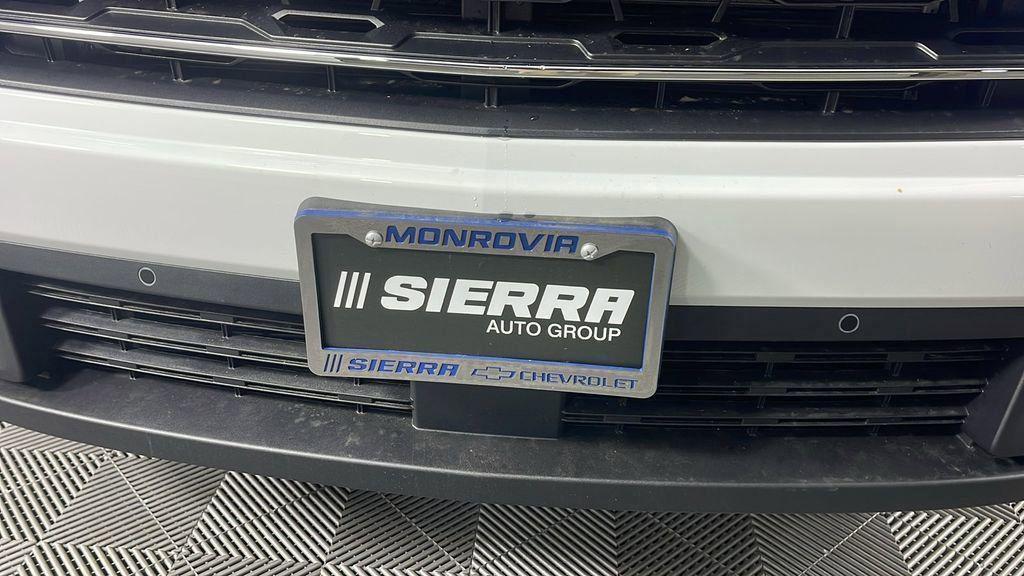 MONROVIA
SIERRA
AUTO GROUP
SIERRA CHEVROLET